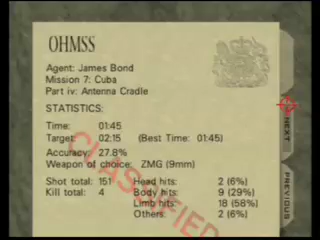 OHMSS
Agent: James Bond
Mission 7: Cuba
Part iv: Antenna Cradle
STATISTICS:
Time: 01:45
Target: 02:15 (Best Time: 01:45)
Accuracy: 27.8%
Weapon of choice: ZMG (9mm)
Shot total: 151 Head hits: 2 (6%)
Kill total: 4 Body hits: 9 (29%)
Limb hits: 18 (58%)
Others: 2 (6%)
CLASSIFIED
NEXT
PREVIOUS